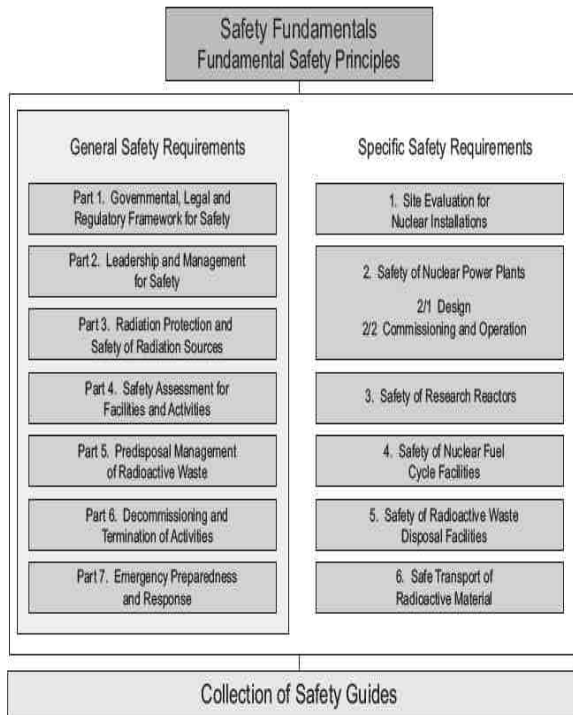 Safety Fundamentals
Fundamental Safety Principles
General Safety Requirements
Part 1. Governmental, Legal and
Regulatory Framework for Safety
Part 2. Leadership and Management
for Safety
Part 3. Radiation Protection and
Safety of Radiation Sources
Part 4. Safety Assessment for
Facilities and Activities
Part 5. Predisposal Management
of Radioactive Waste
Part 6. Decommissioning and
Termination of Activities
Part 7. Emergency Preparedness
and Response
Specific Safety Requirements
1. Site Evaluation for
Nuclear Installations
2. Safety of Nuclear Power Plants
2/1 Design
2/2 Commissioning and Operation
3. Safety of Research Reactors
4. Safety of Nuclear Fuel
Cycle Facilities
5. Safety of Radioactive Waste
Disposal Facilities
6. Safe Transport of
Radioactive Material
Collection of Safety Guides